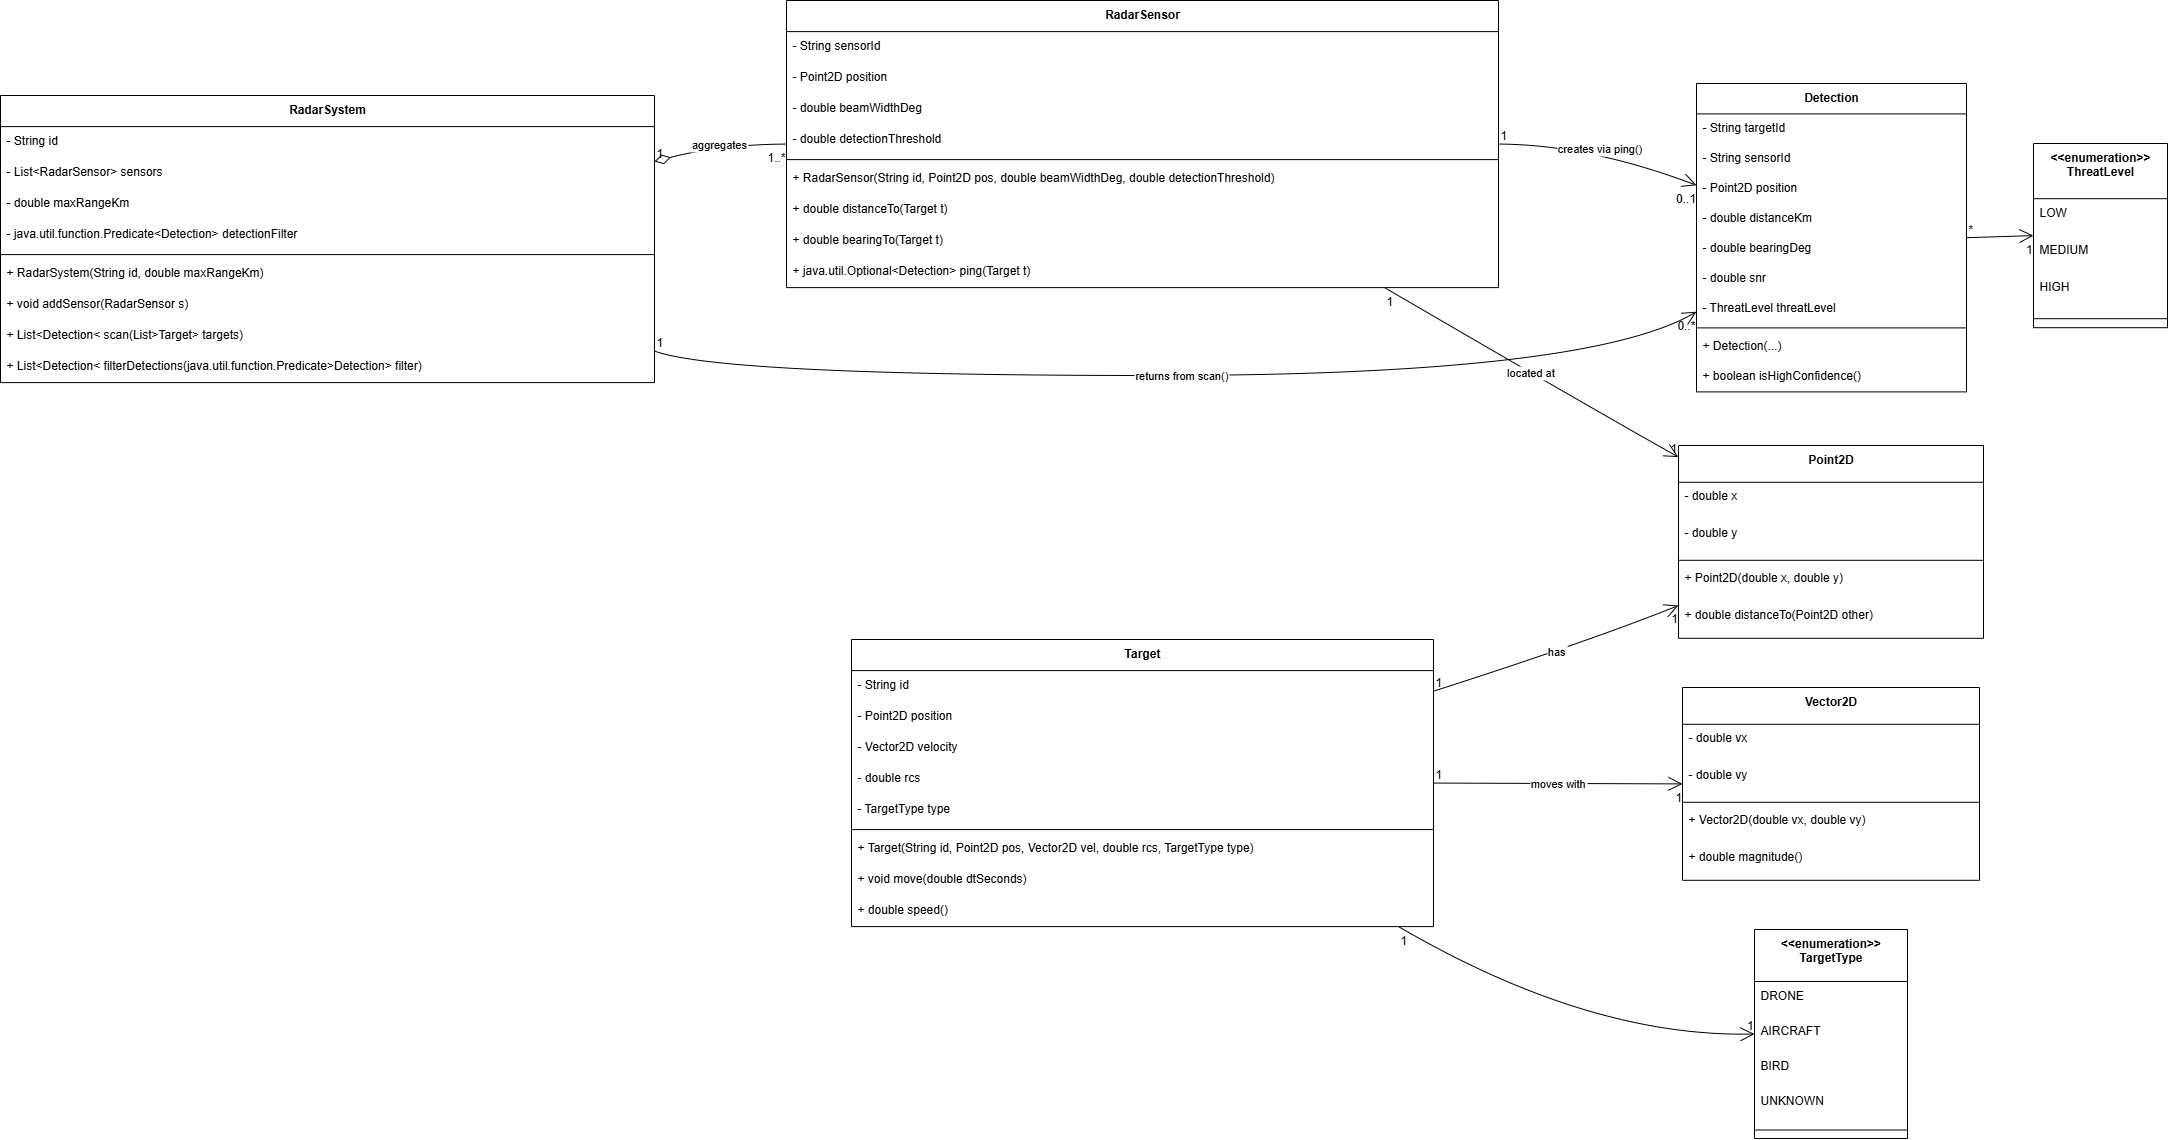 RadarSystem
- String id
- List<RadarSensor> sensors
- double maxRangeKm
- java.util.function.Predicate<Detection> detectionFilter
+ RadarSystem(String id, double maxRangeKm)
+ void addSensor(RadarSensor s)
+ List<Detection< scan(List>Target> targets)
+ List<Detection< filterDetections(java.util.function.Predicate>Detection> filter)
1
aggregates
1..*
RadarSensor
- String sensorId
- Point2D position
- double beamWidthDeg
- double detectionThreshold
+ RadarSensor(String id, Point2D pos, double beamWidthDeg, double detectionThreshold)
+ double distanceTo(Target t)
+ double bearingTo(Target t)
+ java.util.Optional<Detection> ping(Target t)
1
creates via ping()
0..1
1
returns from scan()
0..*
1
located at
1
Detection
- String targetId
- String sensorId
- Point2D position
- double distanceKm
- double bearingDeg
- double snr
- ThreatLevel threatLevel
+ Detection(...)
+ boolean isHighConfidence()
*
1
<<enumeration>>
ThreatLevel
LOW
MEDIUM
HIGH
Point2D
- double x
- double y
+ Point2D(double x, double y)
+ double distanceTo(Point2D other)
Target
- String id
- Point2D position
- Vector2D velocity
- double rcs
- TargetType type
+ Target(String id, Point2D pos, Vector2D vel, double rcs, TargetType type)
+ void move(double dtSeconds)
+ double speed()
1
has
1
1
moves with
1
Vector2D
- double vx
- double vy
+ Vector2D(double vx, double vy)
+ double magnitude()
1
1
<<enumeration>>
TargetType
DRONE
AIRCRAFT
BIRD
UNKNOWN